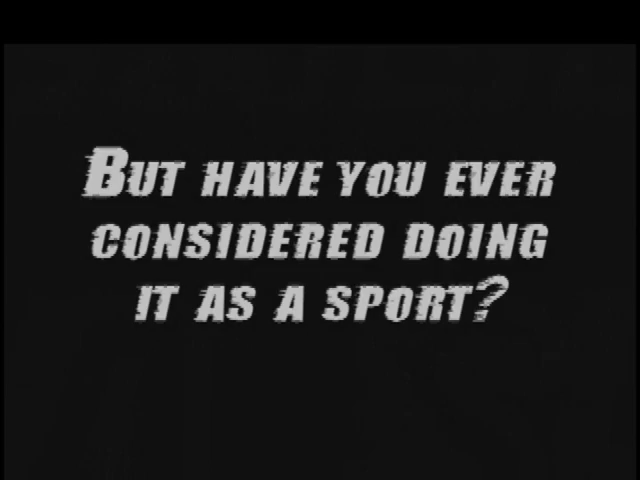 But have you ever
considered doing
it as a sport?